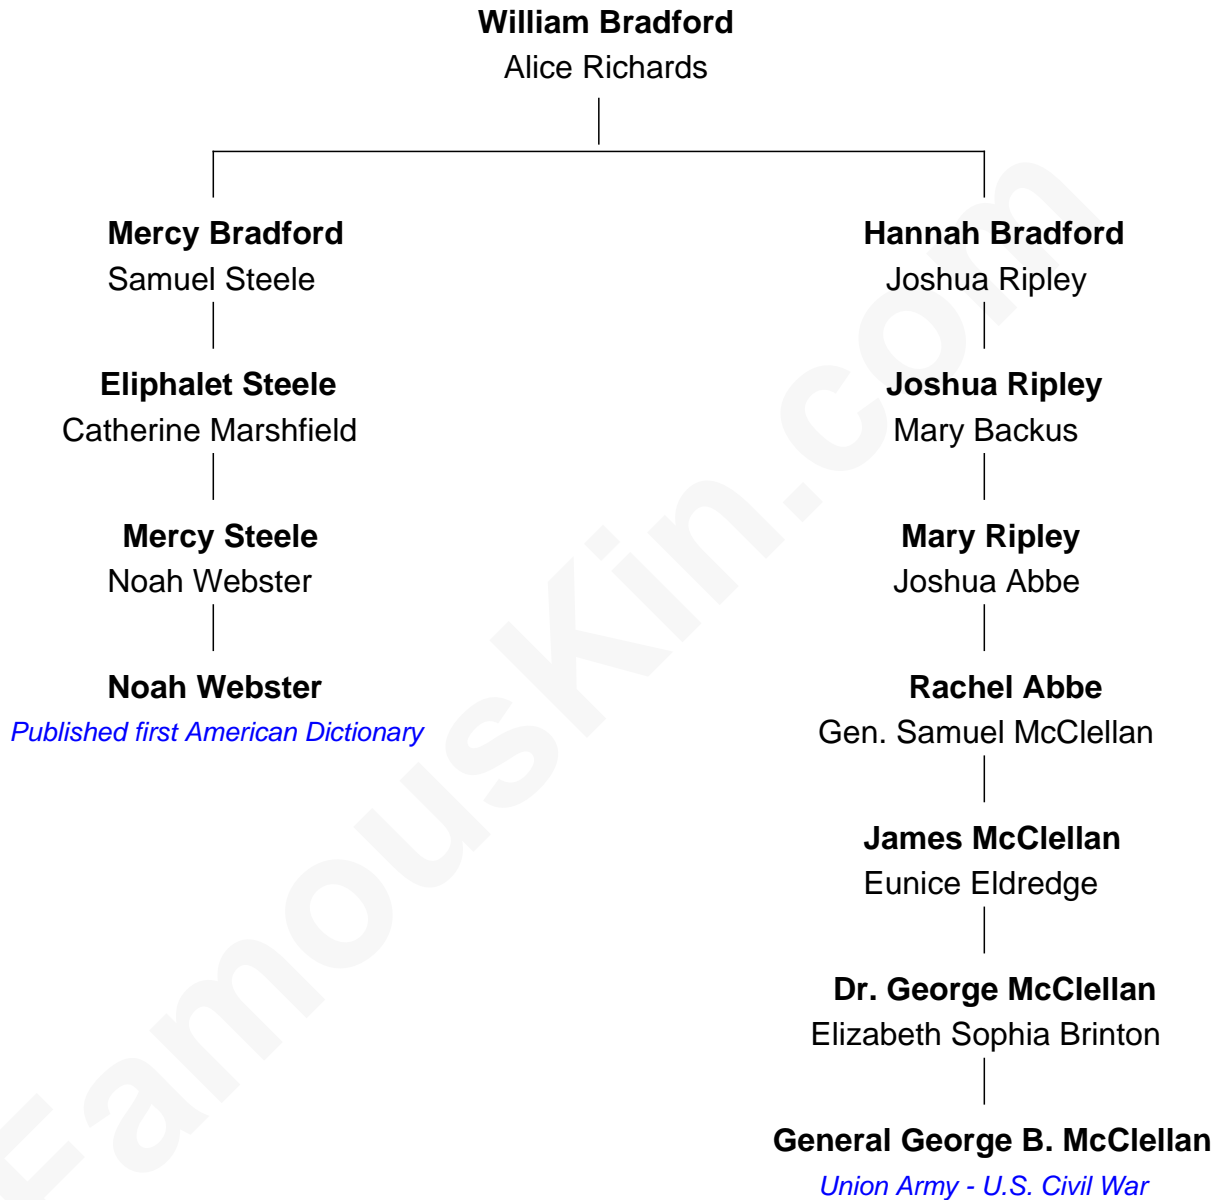 William Bradford
Alice Richards
Mercy Bradford
Samuel Steele
Hannah Bradford
Joshua Ripley
Eliphalet Steele
Catherine Marshfield
Joshua Ripley
Mary Backus
Mercy Steele
Noah Webster
Mary Ripley
Joshua Abbe
Noah Webster
Published first American Dictionary
Rachel Abbe
Gen. Samuel McClellan
James McClellan
Eunice Eldredge
Dr. George McClellan
Elizabeth Sophia Brinton
General George B. McClellan
Union Army - U.S. Civil War
FamousKin.com